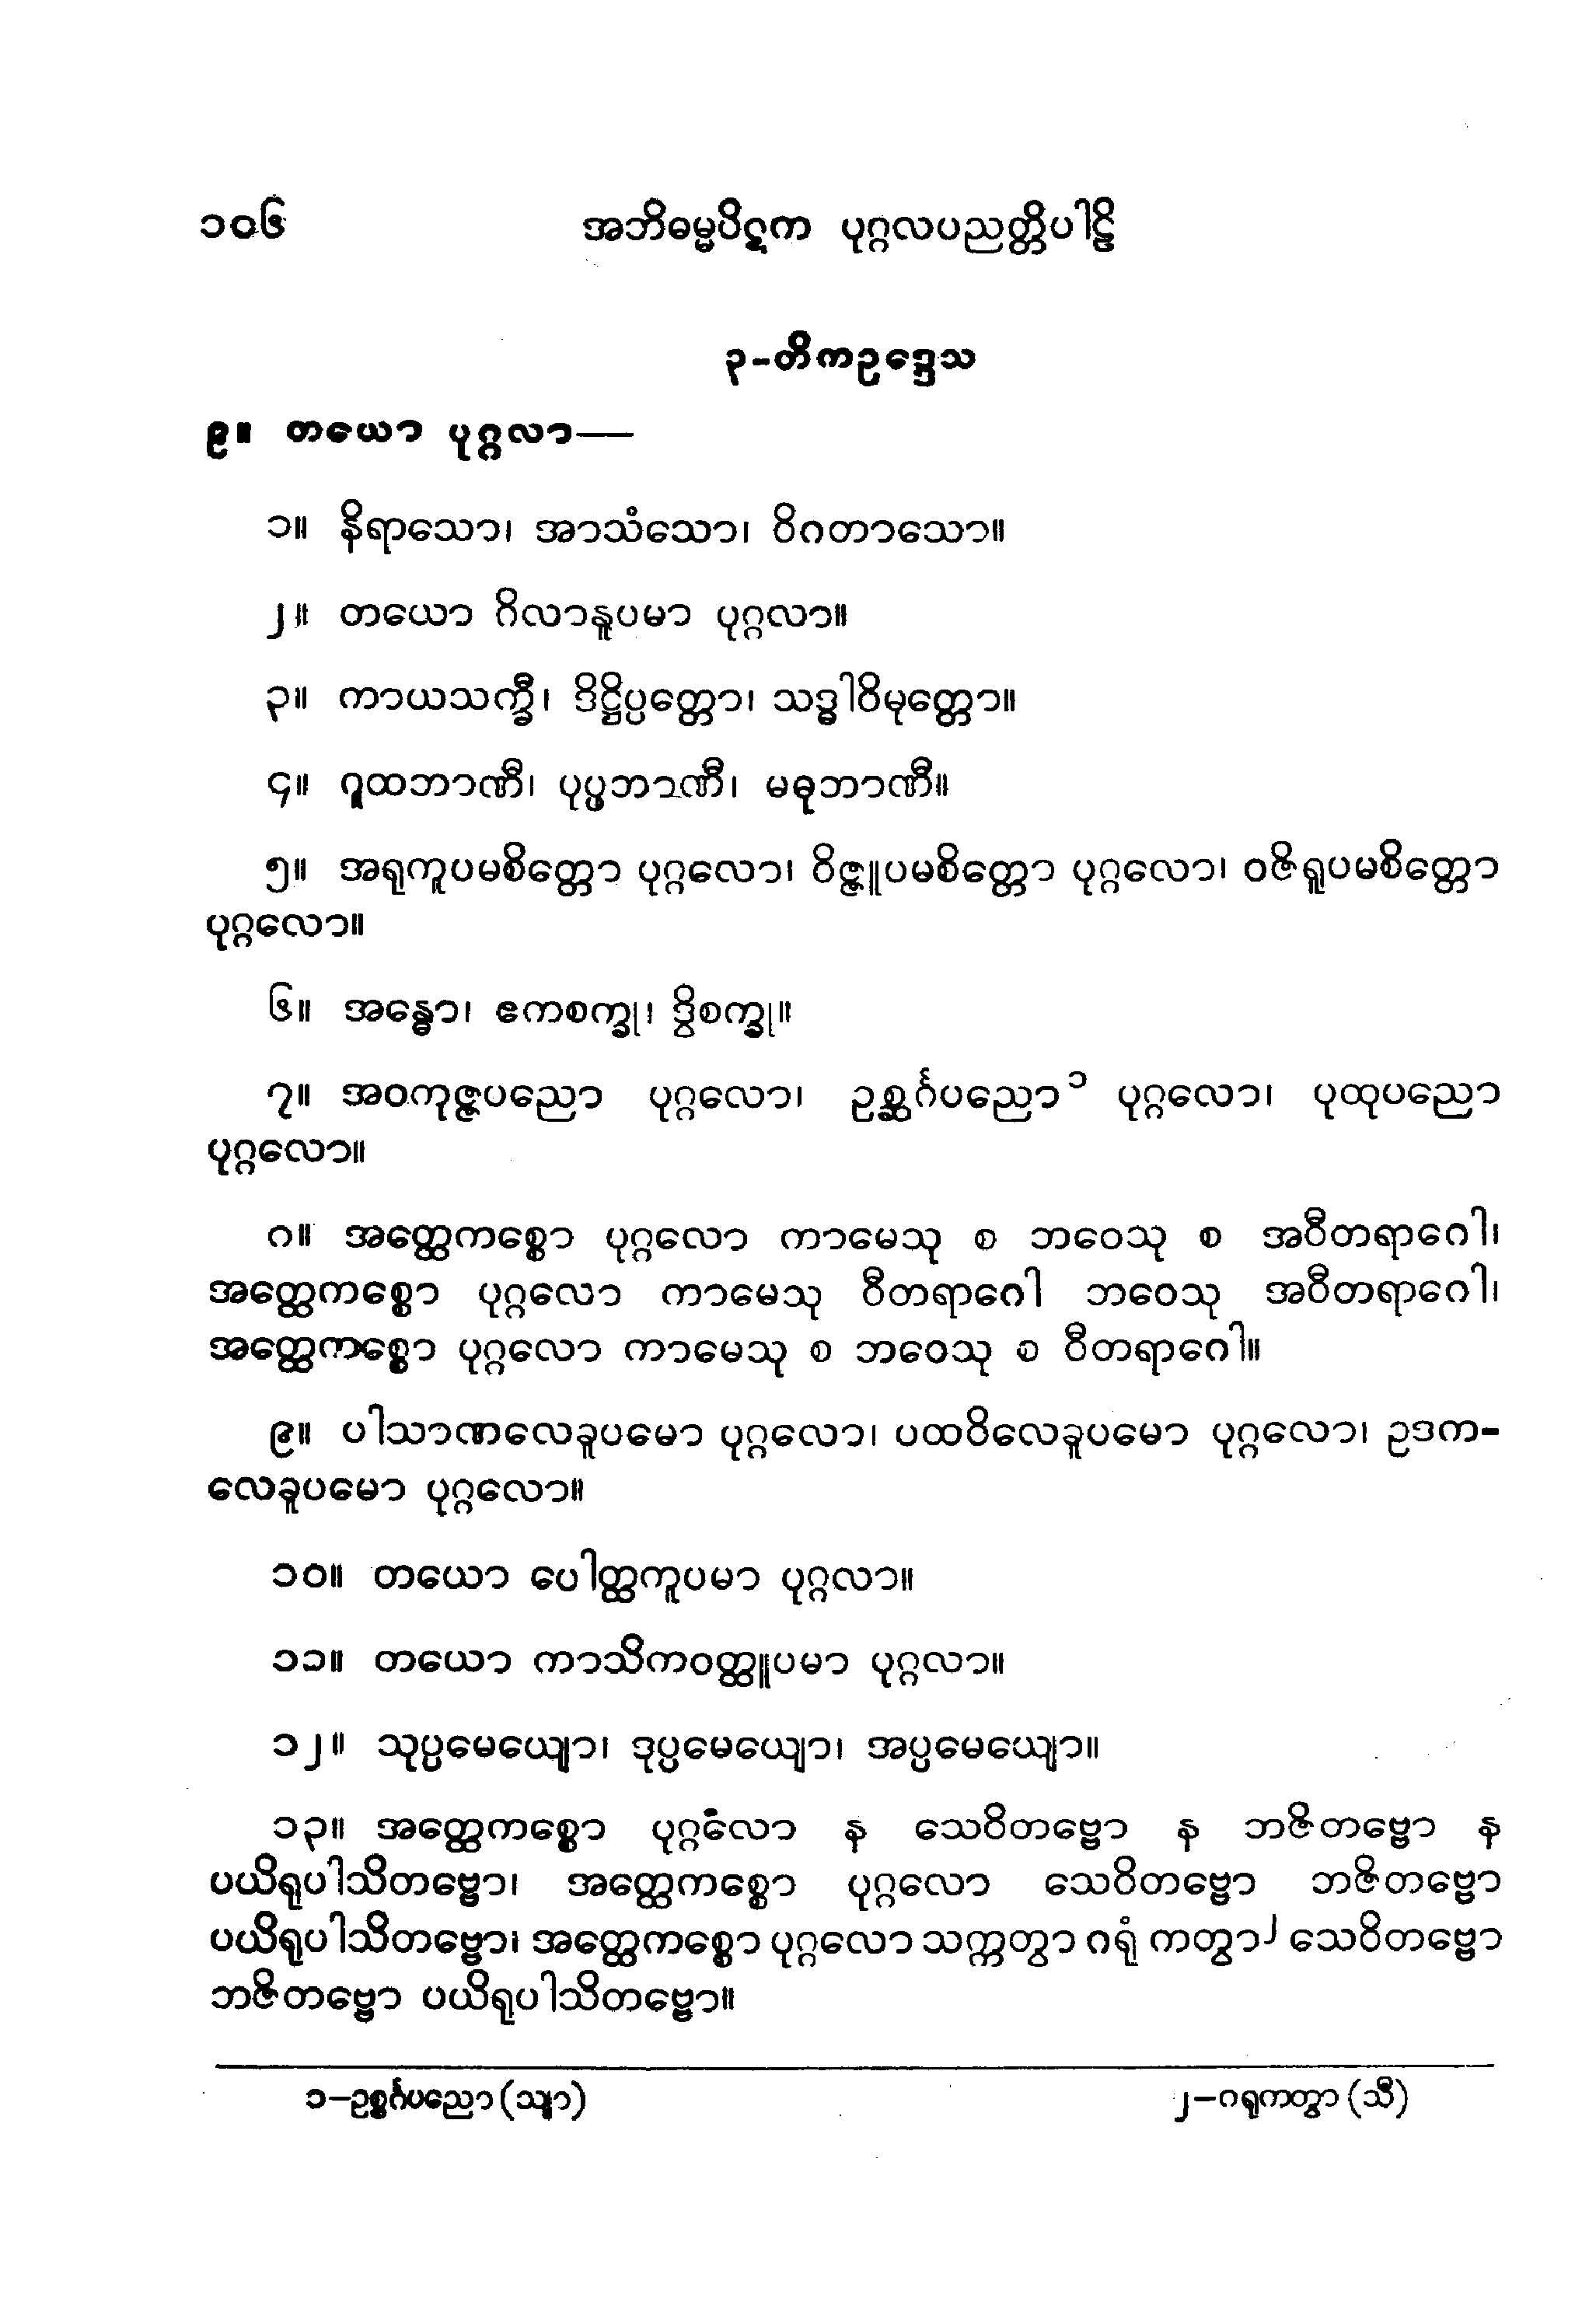 ၁၀၆ အဘိဓမ္မပိဋက ပုဂ္ဂလပညတ္တိပါဠိ
၃-တိကဥဒ္ဒေသ
၉။ တယော ပုဂ္ဂလာ—
၁။ နိရာသော၊ အာသံသော၊ ဝိဂတာသော။
၂။ တယော ဂိလာနူပမာ ပုဂ္ဂလာ။
၃။ ကာယသက္ခီ၊ ဒိဋ္ဌိပ္ပတ္တော၊ သဒ္ဓါဝိမုတ္တော။
၄။ ဂူထဘာဏီ၊ ပုပ္ဖဘာဏီ၊ မဓုဘာဏီ။
၅။ အရုကူပမစိတ္တော ပုဂ္ဂလော၊ ဝိဇ္ဇူပမစိတ္တော ပုဂ္ဂလော၊ ဝဇိရူပမစိတ္တော
ပုဂ္ဂလော။
၆။ အန္ဓော၊ ဧကစက္ခု၊ ဒွိစက္ခု။
၇။ အဝကုဇ္ဇပညော ပုဂ္ဂလော၊ ဥစ္ဆင်္ဂပညော၁ ပုဂ္ဂလော၊ ပုထုပညော
ပုဂ္ဂလော။
၈။ အတ္ထေကစ္စော ပုဂ္ဂလော ကာမေသု စ ဘဝေသု စ အဝီတရာဂေါ၊
အတ္ထေကစ္စော ပုဂ္ဂလော ကာမေသု ဝီတရာဂေါ ဘဝေသု အဝီတရာဂေါ၊
အတ္ထေကစ္စော ပုဂ္ဂလော ကာမေသု စ ဘဝေသု စ ဝီတရာဂေါ။
၉။ ပါသာဏလေခူပမော ပုဂ္ဂလော၊ ပထဝိလေခူပမော ပုဂ္ဂလော၊ ဥဒက-
လေခူပမော ပုဂ္ဂလော။
၁၀။ တယော ပေါတ္ထကူပမာ ပုဂ္ဂလာ။
၁၁။ တယော ကာသိကဝတ္ထူပမာ ပုဂ္ဂလာ။
၁၂။ သုပ္ပမေယျော၊ ဒုပ္ပမေယျော၊ အပ္ပမေယျော။
၁၃။ အတ္ထေကစ္စော ပုဂ္ဂလော န သေဝိတဗ္ဗော န ဘဇိတဗ္ဗော န
ပယိရုပါသိတဗ္ဗော၊ အတ္ထေကစ္စော ပုဂ္ဂလော သေဝိတဗ္ဗော ဘဇိတဗ္ဗော
ပယိရုပါသိတဗ္ဗော၊ အတ္ထေကစ္စော ပုဂ္ဂလော သက္ကတွာ ဂရုံ ကတွာ၂ သေဝိတဗ္ဗော
ဘဇိတဗ္ဗော ပယိရုပါသိတဗ္ဗော။
၁—ဥစ္စင်္ဂပညော (သျာ) ၂—ဂရုကတွာ (သီ)